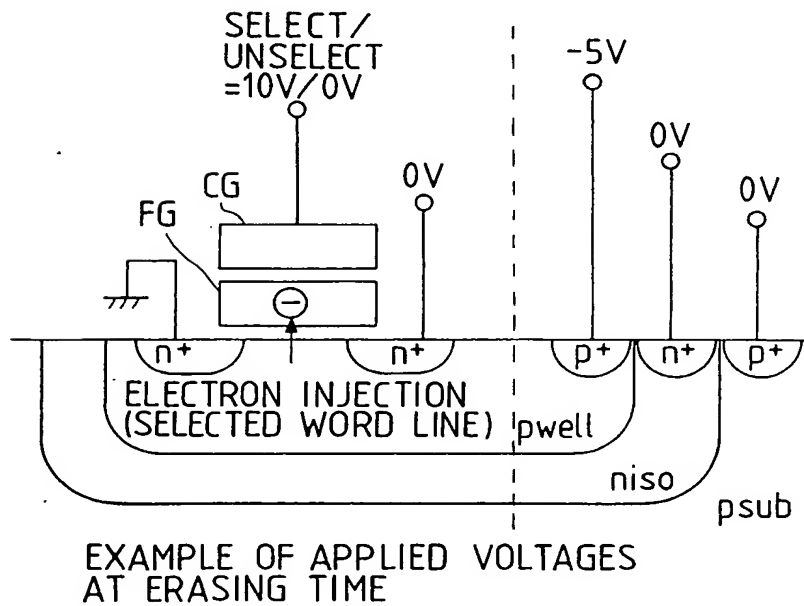 SELECT/
UNSELECT
=10V/0V
-5V
0V
0V
0V
CG
FG
n+
n+
p+
n+
p+
ELECTRON INJECTION
(SELECTED WORD LINE)
pwell
niso
psub
EXAMPLE OF APPLIED VOLTAGES
AT ERASING TIME